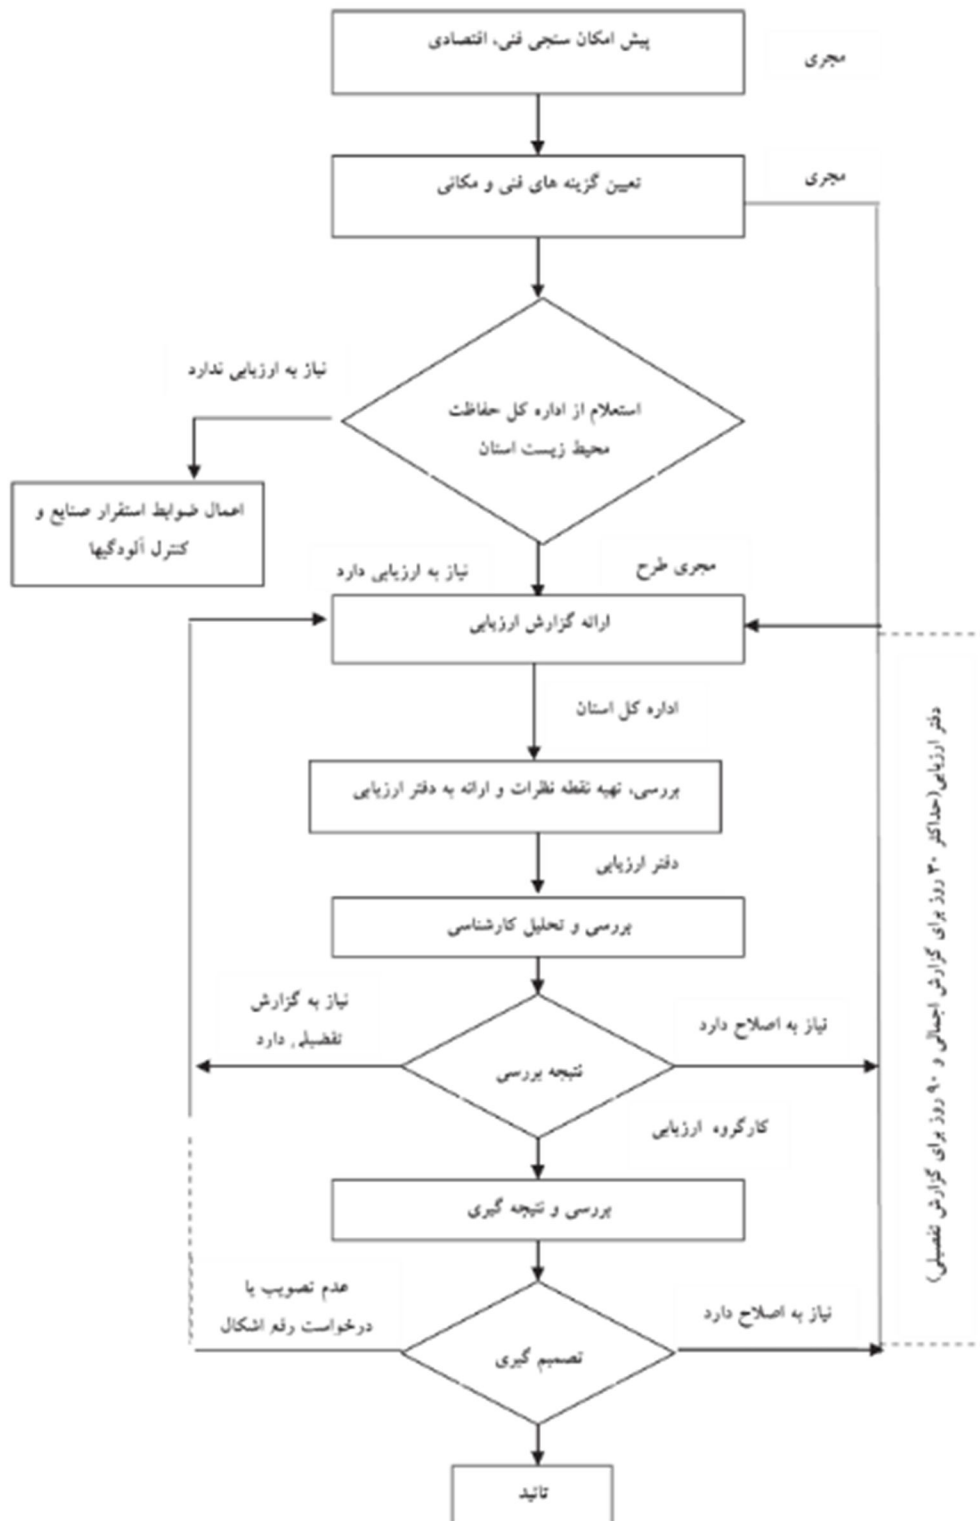 پیش امکان سنجی فنی، اقتصادی
مجری
تعیین گزینه های فنی و مکانی
مجری
نیاز به ارزیابی ندارد
استعلام از اداره کل حفاظت
محیط زیست استان
اعمال ضوابط استقرار صنایع و
کنترل آلودگیها
نیاز به ارزیابی دارد
مجری طرح
ارائه گزارش ارزیابی
اداره کل استان
بررسی، تهیه نقطه نظرات و ارائه به دفتر ارزیابی
دفتر ارزیابی
بررسی و تحلیل کارشناسی
نیاز به گزارش
تفضیلی دارد
نیاز به اصلاح دارد
نتیجه بررسی
کارگروه ارزیابی
بررسی و نتیجه گیری
عدم تصویب یا
درخواست رفع اشکال
نیاز به اصلاح دارد
تصمیم گیری
تائید
دفتر ارزیابی(حداکثر ۳۰ روز برای گزارش اجمالی و ۹۰ روز برای گزارش تفصیلی)